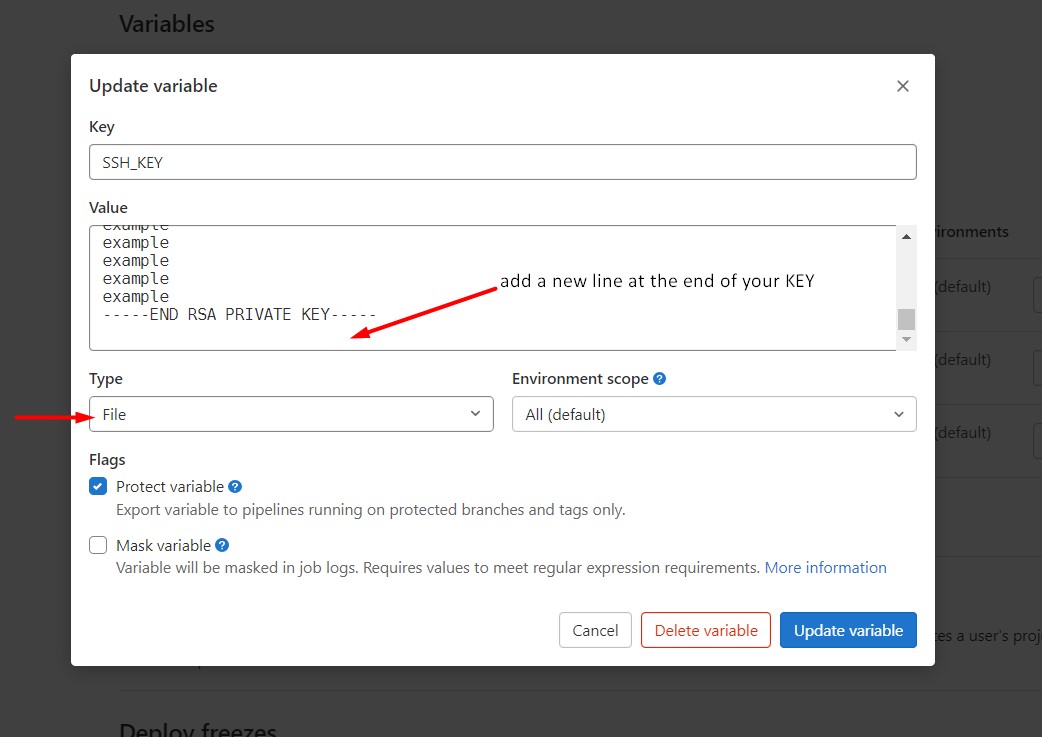 Variables
Update variable
Key
SSH_KEY
Value
example
example
example
example
example
-----END RSA PRIVATE KEY-----
add a new line at the end of your KEY
ironments
(default)
(default)
(default)
Type
Environment scope
File
All (default)
Flags
Protect variable
Export variable to pipelines running on protected branches and tags only.
Mask variable
Variable will be masked in job logs. Requires values to meet regular expression requirements. More information
Cancel
Delete variable
Update variable
tes a user's proj
Deploy freezes